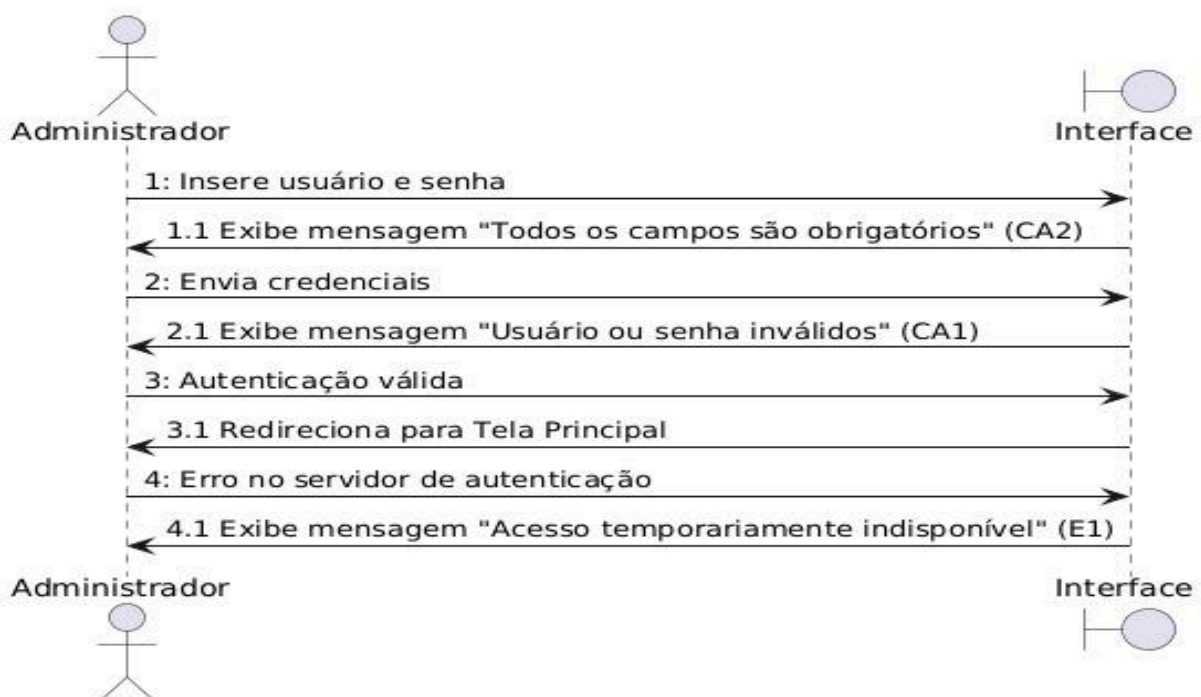 Administrador
Interface
1: Insere usuário e senha
1.1 Exibe mensagem "Todos os campos são obrigatórios" (CA2)
2: Envia credenciais
2.1 Exibe mensagem "Usuário ou senha inválidos" (CA1)
3: Autenticação válida
3.1 Redireciona para Tela Principal
4: Erro no servidor de autenticação
4.1 Exibe mensagem "Acesso temporariamente indisponível" (E1)
Administrador
Interface